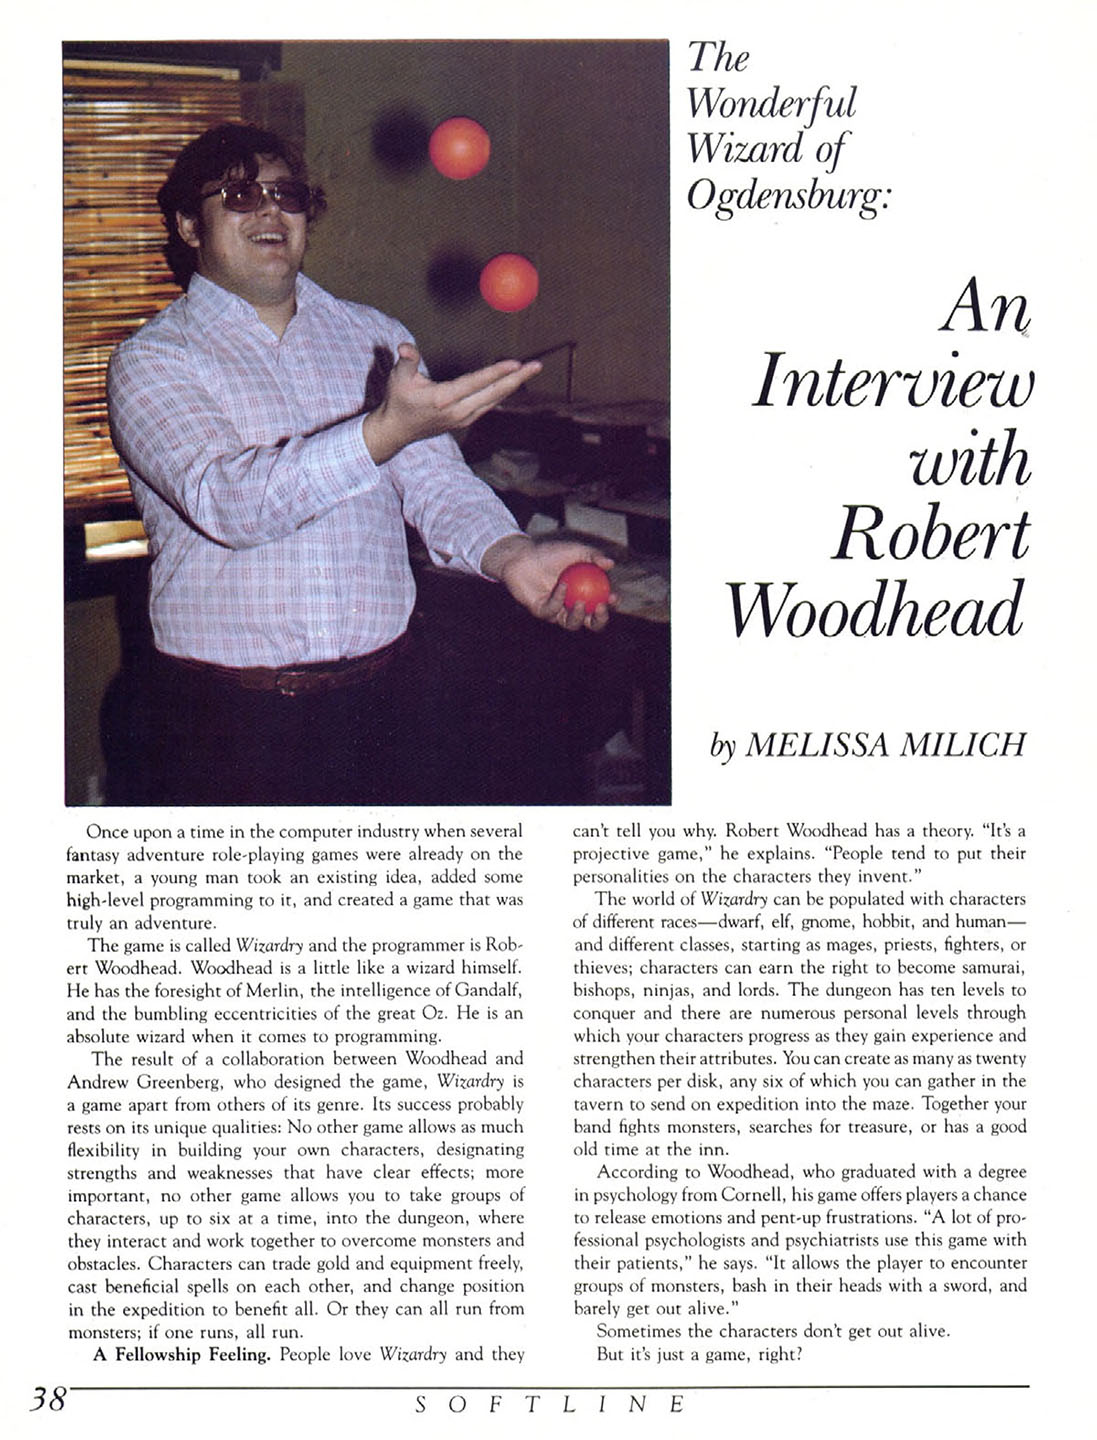 The
Wonderful
Wizard of
Ogdensburg:
An
Interview
with
Robert
Woodhead
by MELISSA MILICH
Once upon a time in the computer industry when several
fantasy adventure role-playing games were already on the
market, a young man took an existing idea, added some
high-level programming to it, and created a game that was
truly an adventure.
The game is called Wizardry and the programmer is Rob-
ert Woodhead. Woodhead is a little like a wizard himself.
He has the foresight of Merlin, the intelligence of Gandalf,
and the bumbling eccentricities of the great Oz. He is an
absolute wizard when it comes to programming.
The result of a collaboration between Woodhead and
Andrew Greenberg, who designed the game, Wizardry is
a game apart from others of its genre. Its success probably
rests on its unique qualities: No other game allows as much
flexibility in building your own characters, designating
strengths and weaknesses that have clear effects; more
important, no other game allows you to take groups of
characters, up to six at a time, into the dungeon, where
they interact and work together to overcome monsters and
obstacles. Characters can trade gold and equipment freely,
cast beneficial spells on each other, and change position
in the expedition to benefit all. Or they can all run from
monsters; if one runs, all run.
A Fellowship Feeling. People love Wizardry and they
can't tell you why. Robert Woodhead has a theory. “It's a
projective game,” he explains. “People tend to put their
personalities on the characters they invent.”
The world of Wizardry can be populated with characters
of different races—dwarf, elf, gnome, hobbit, and human—
and different classes, starting as mages, priests, fighters, or
thieves; characters can earn the right to become samurai,
bishops, ninjas, and lords. The dungeon has ten levels to
conquer and there are numerous personal levels through
which your characters progress as they gain experience and
strengthen their attributes. You can create as many as twenty
characters per disk, any six of which you can gather in the
tavern to send on expedition into the maze. Together your
band fights monsters, searches for treasure, or has a good
old time at the inn.
According to Woodhead, who graduated with a degree
in psychology from Cornell, his game offers players a chance
to release emotions and pent-up frustrations. “A lot of pro-
fessional psychologists and psychiatrists use this game with
their patients,” he says. “It allows the player to encounter
groups of monsters, bash in their heads with a sword, and
barely get out alive.”
Sometimes the characters don't get out alive.
But it's just a game, right?
38
SOFTLINE